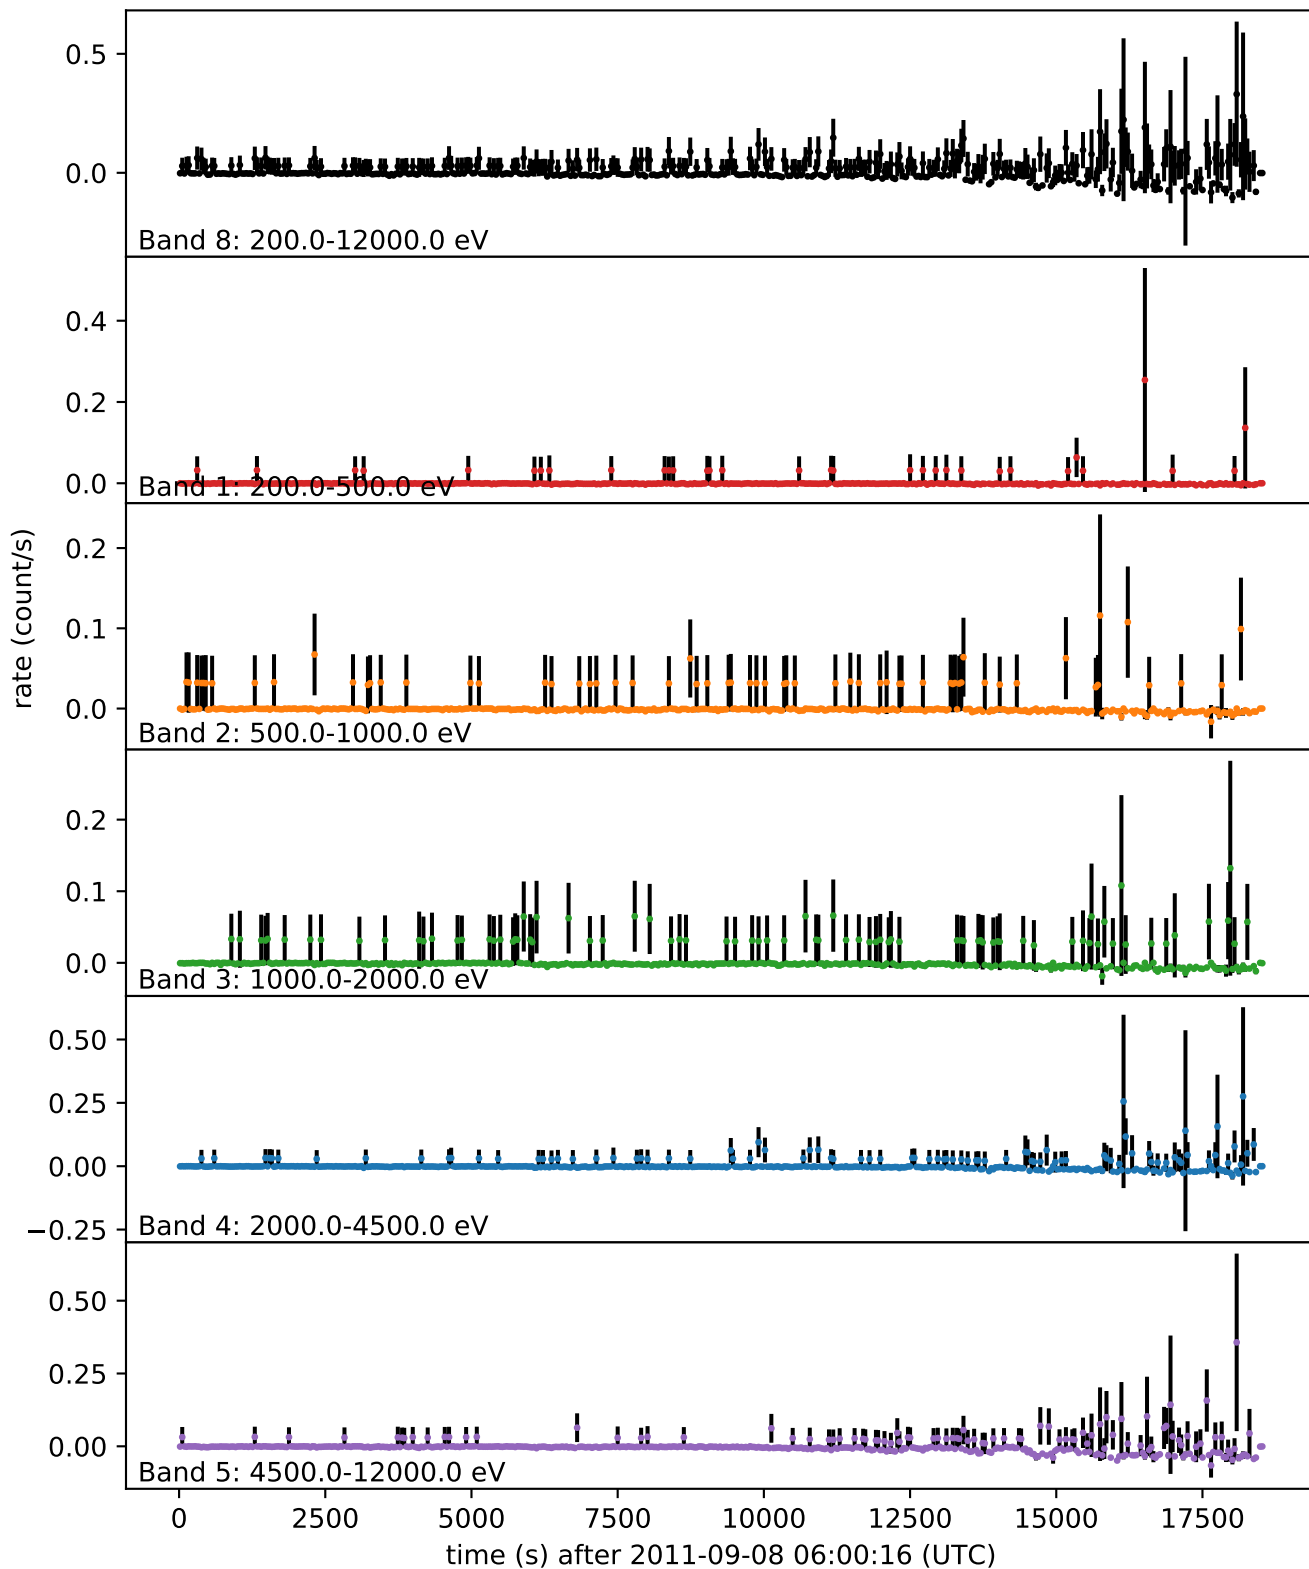 0.5
0.0
Band 8: 200.0-12000.0 eV
0.4
0.2
0.0
Band 1: 200.0-500.0 eV
0.2
0.1
0.0
Band 2: 500.0-1000.0 eV
rate (count/s)
0.2
0.1
0.0
Band 3: 1000.0-2000.0 eV
0.50
0.25
0.00
−0.25
Band 4: 2000.0-4500.0 eV
0.50
0.25
0.00
Band 5: 4500.0-12000.0 eV
0 2500 5000 7500 10000 12500 15000 17500
time (s) after 2011-09-08 06:00:16 (UTC)